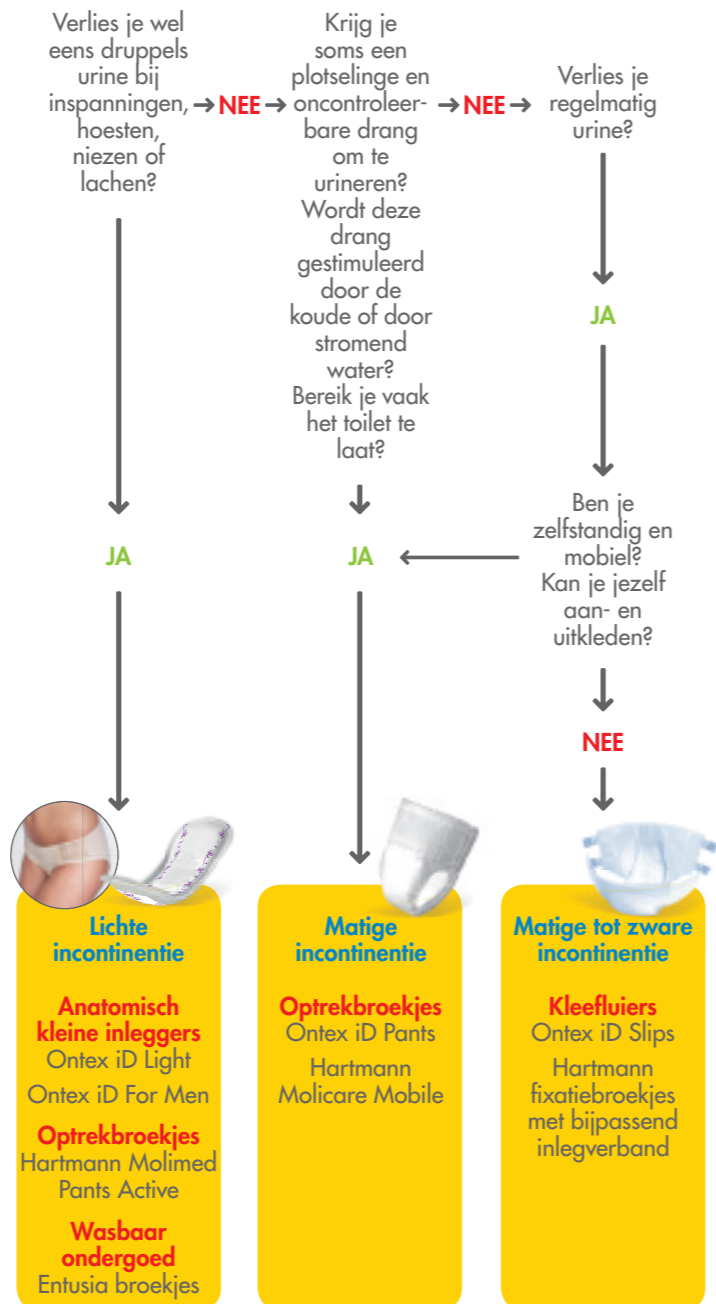 Verlies je wel
eens druppels
urine bij
inspanningen,
hoesten,
niezen of
lachen?
NEE
Krijg je
soms een
plotselinge en
oncontroleer-
bare drang
om te
urineren?
Wordt deze
drang
gestimuleerd
door de
koude of door
stromend
water?
Bereik je vaak
het toilet te
laat?
NEE
Verlies je
regelmatig
urine?
JA
Ben je
zelfstandig en
mobiel?
Kan je jezelf
aan- en
uitkleden?
JA
JA
NEE
Lichte
incontinentie
Anatomisch
kleine inleggers
Ontex iD Light
Ontex iD For Men
Optrekbroekjes
Hartmann Molimed
Pants Active
Wasbaar
ondergoed
Entusia broekjes
Matige
incontinentie
Optrekbroekjes
Ontex iD Pants
Hartmann
Molicare Mobile
Matige tot zware
incontinentie
Kleefluiers
Ontex iD Slips
Hartmann
fixatiebroekjes
met bijpassend
inlegverband